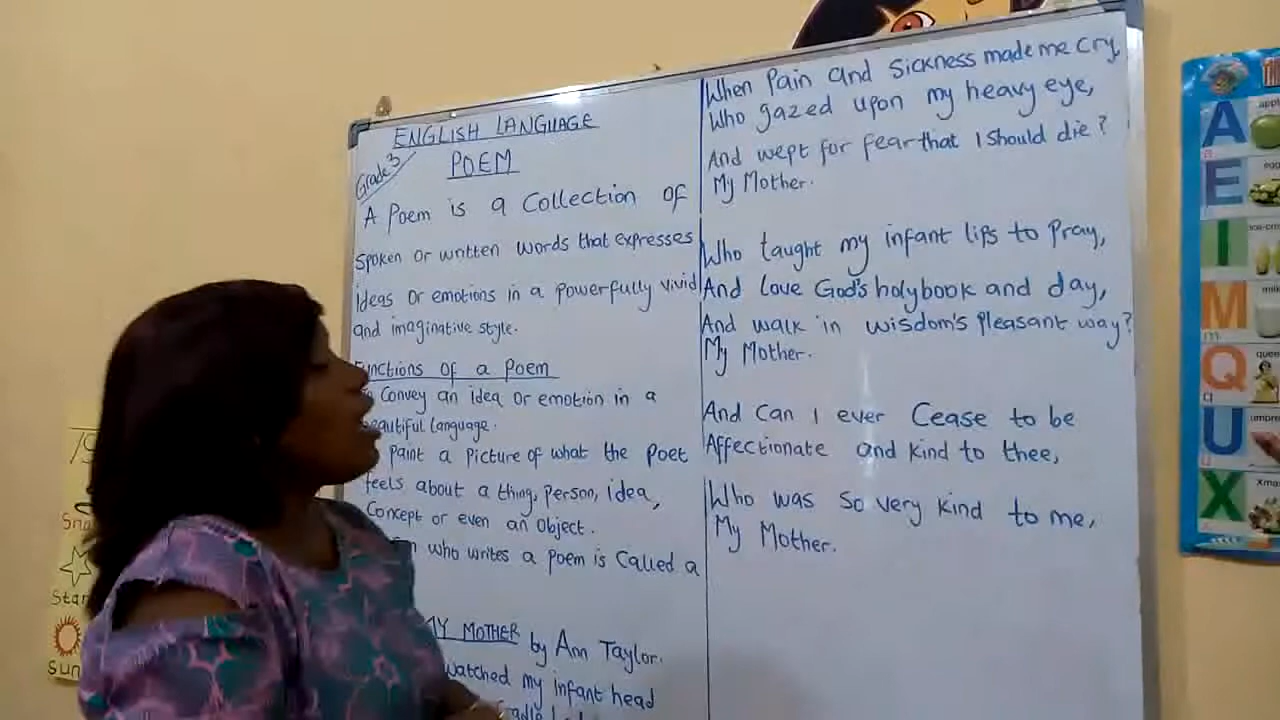 ENGLISH LANGUAGE
Grade 3
POEM
A Poem is a Collection of
spoken or written words that expresses
ideas or emotions in a powerfully vivid
and imaginative style.
Functions of a Poem
Convey an idea or emotion in a
beautiful language.
paint a picture of what the poet
feels about a thing, person, idea,
Concept or even an object.
who writes a poem is called a
MY MOTHER by Ann Taylor.
watched my infant head
When Pain and Sickness made me cry,
Who gazed upon my heavy eye,
And wept for fear that I should die?
My Mother.
Who taught my infant lips to Pray,
And love God's holybook and day,
And walk in wisdom's Pleasant way?
My Mother.
And Can I ever Cease to be
Affectionate and kind to thee,
Who was so very kind to me,
My Mother.
Star
Sun
A
E
I
M
Q
U
X